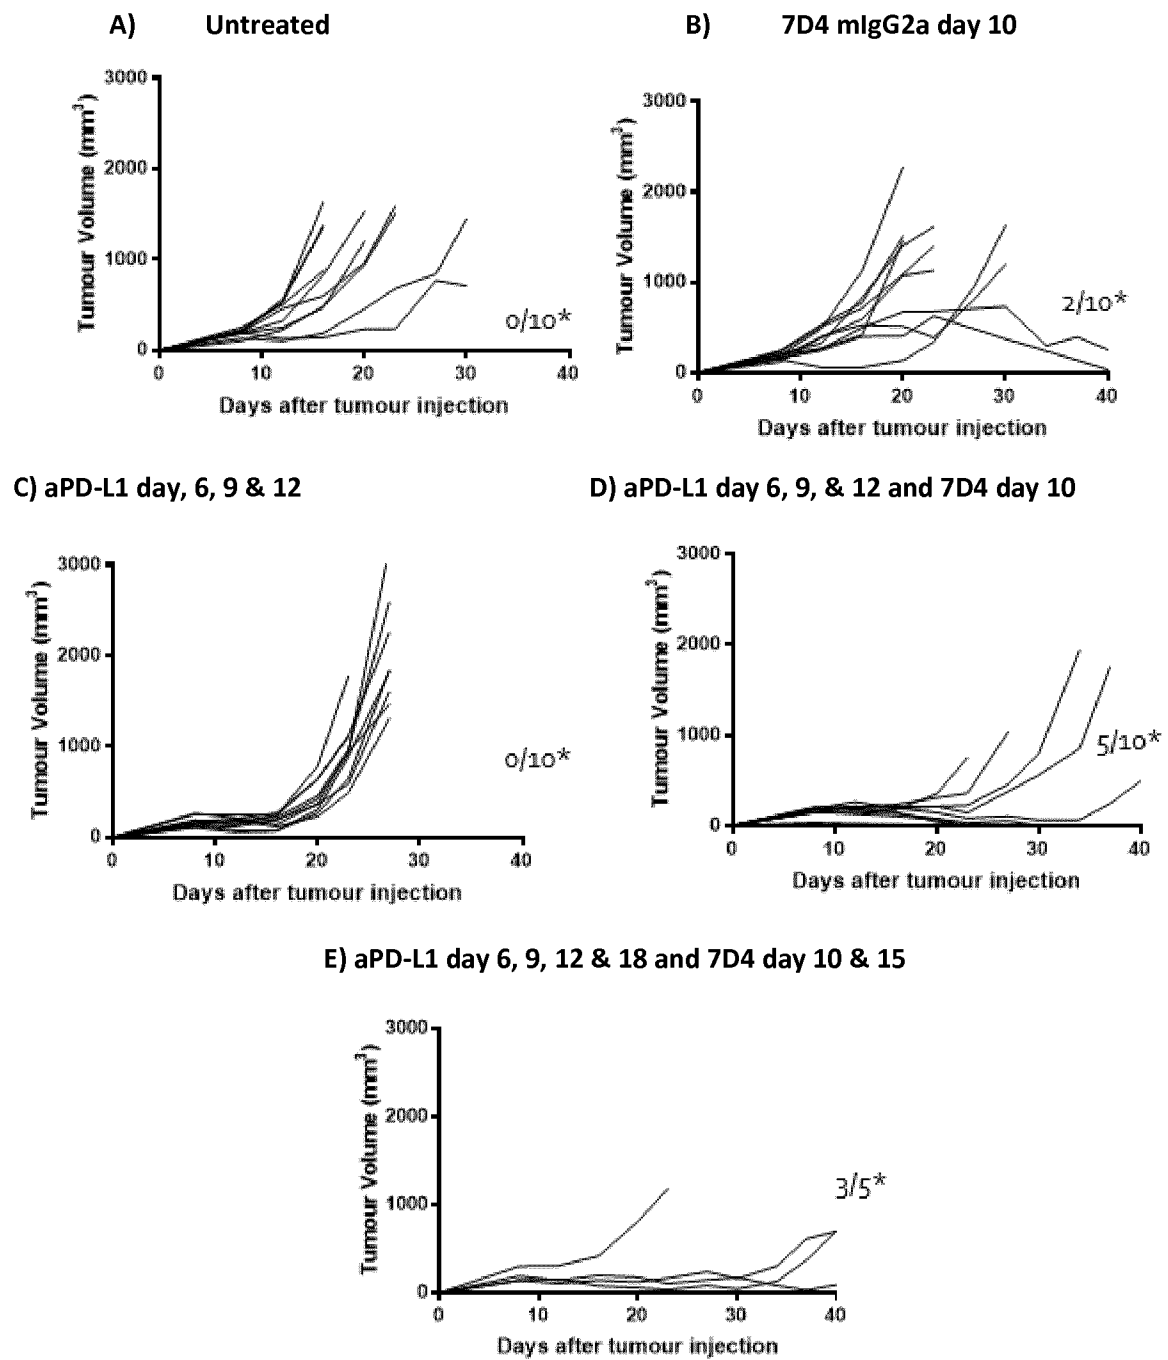 A) Untreated
3000
2000
1000
0
0 10 20 30 40
Tumour Volume (mm³)
Days after tumour injection
0/10*
B) 7D4 mIgG2a day 10
3000
2000
1000
0
0 10 20 30 40
Tumour Volume (mm³)
Days after tumour injection
2/10*
C) aPD-L1 day, 6, 9 & 12
3000
2000
1000
0
0 10 20 30 40
Tumour Volume (mm³)
Days after tumour injection
0/10*
D) aPD-L1 day 6, 9, & 12 and 7D4 day 10
3000
2000
1000
0
0 10 20 30 40
Tumour Volume (mm³)
Days after tumour injection
5/10*
E) aPD-L1 day 6, 9, 12 & 18 and 7D4 day 10 & 15
3000
2000
1000
0
0 10 20 30 40
Tumour Volume (mm³)
Days after tumour injection
3/5*